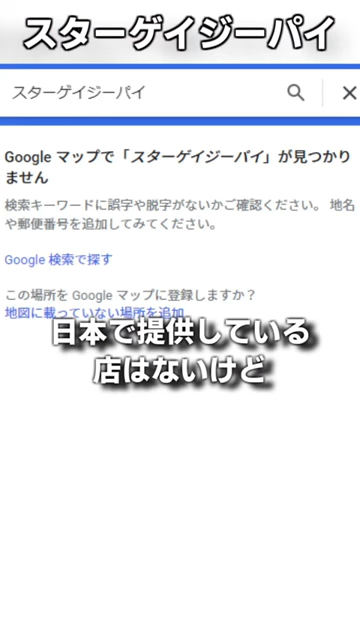 スターゲイジーパイ
スターゲイジーパイ
Google マップで「スターゲイジーパイ」が見つかり
ません
検索キーワードに誤字や脱字がないかご確認ください。 地名
や郵便番号を追加してみてください。
Google 検索で探す
この場所を Google マップに登録しますか？
地図に載っていない場所を追加
日本で提供している
店はないけど